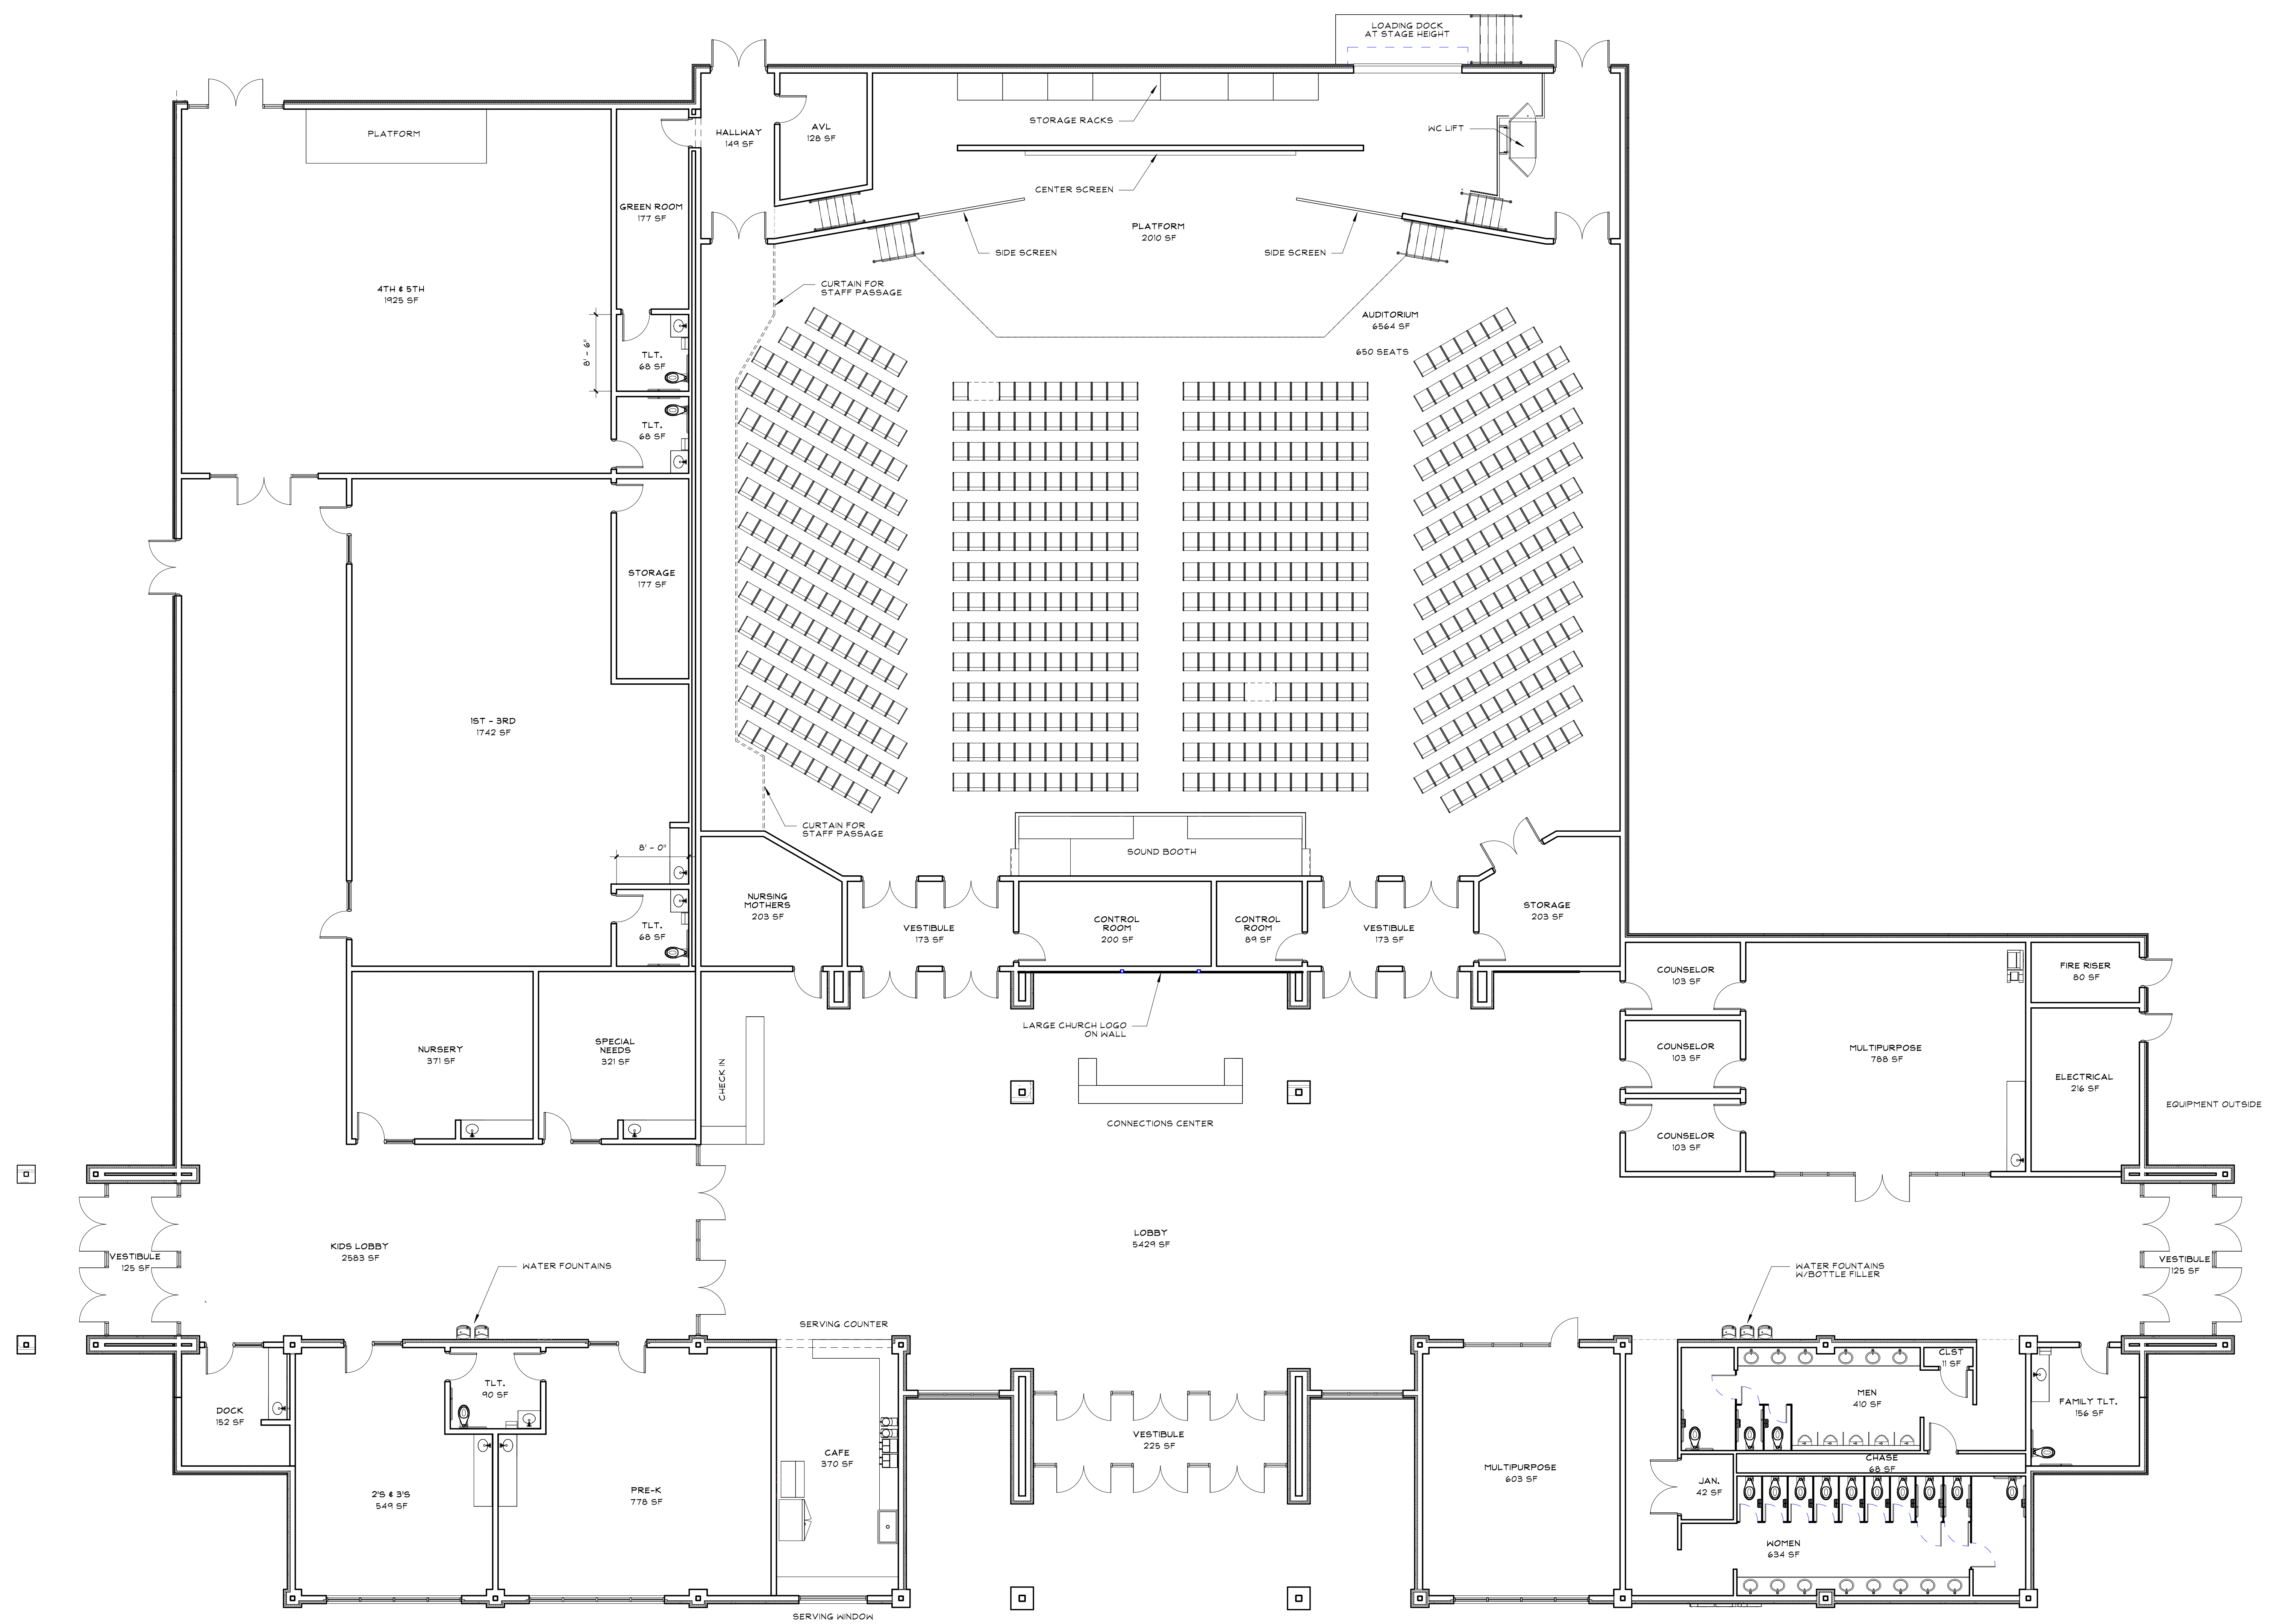 LOADING DOCK
AT STAGE HEIGHT
PLATFORM
HALLWAY
149 SF
AVL
128 SF
STORAGE RACKS
WC LIFT
CENTER SCREEN
GREEN ROOM
177 SF
PLATFORM
2010 SF
SIDE SCREEN
SIDE SCREEN
4TH & 5TH
1925 SF
CURTAIN FOR
STAFF PASSAGE
AUDITORIUM
6564 SF
650 SEATS
8' - 6"
TLT.
68 SF
TLT.
68 SF
STORAGE
177 SF
1ST - 3RD
1742 SF
CURTAIN FOR
STAFF PASSAGE
8' - 0"
SOUND BOOTH
NURSING
MOTHERS
203 SF
VESTIBULE
173 SF
CONTROL
ROOM
200 SF
CONTROL
ROOM
89 SF
VESTIBULE
173 SF
STORAGE
203 SF
TLT.
68 SF
COUNSELOR
103 SF
FIRE RISER
80 SF
LARGE CHURCH LOGO
ON WALL
NURSERY
371 SF
SPECIAL
NEEDS
321 SF
CHECK IN
COUNSELOR
103 SF
MULTIPURPOSE
788 SF
ELECTRICAL
216 SF
EQUIPMENT OUTSIDE
CONNECTIONS CENTER
COUNSELOR
103 SF
KIDS LOBBY
2583 SF
LOBBY
5429 SF
VESTIBULE
125 SF
WATER FOUNTAINS
WATER FOUNTAINS
W/BOTTLE FILLER
VESTIBULE
125 SF
SERVING COUNTER
CLST
11 SF
TLT.
90 SF
MEN
410 SF
DOCK
152 SF
FAMILY TLT.
156 SF
VESTIBULE
225 SF
CAFE
370 SF
CHASE
68 SF
MULTIPURPOSE
603 SF
JAN.
42 SF
2'S & 3'S
549 SF
PRE-K
778 SF
WOMEN
634 SF
SERVING WINDOW